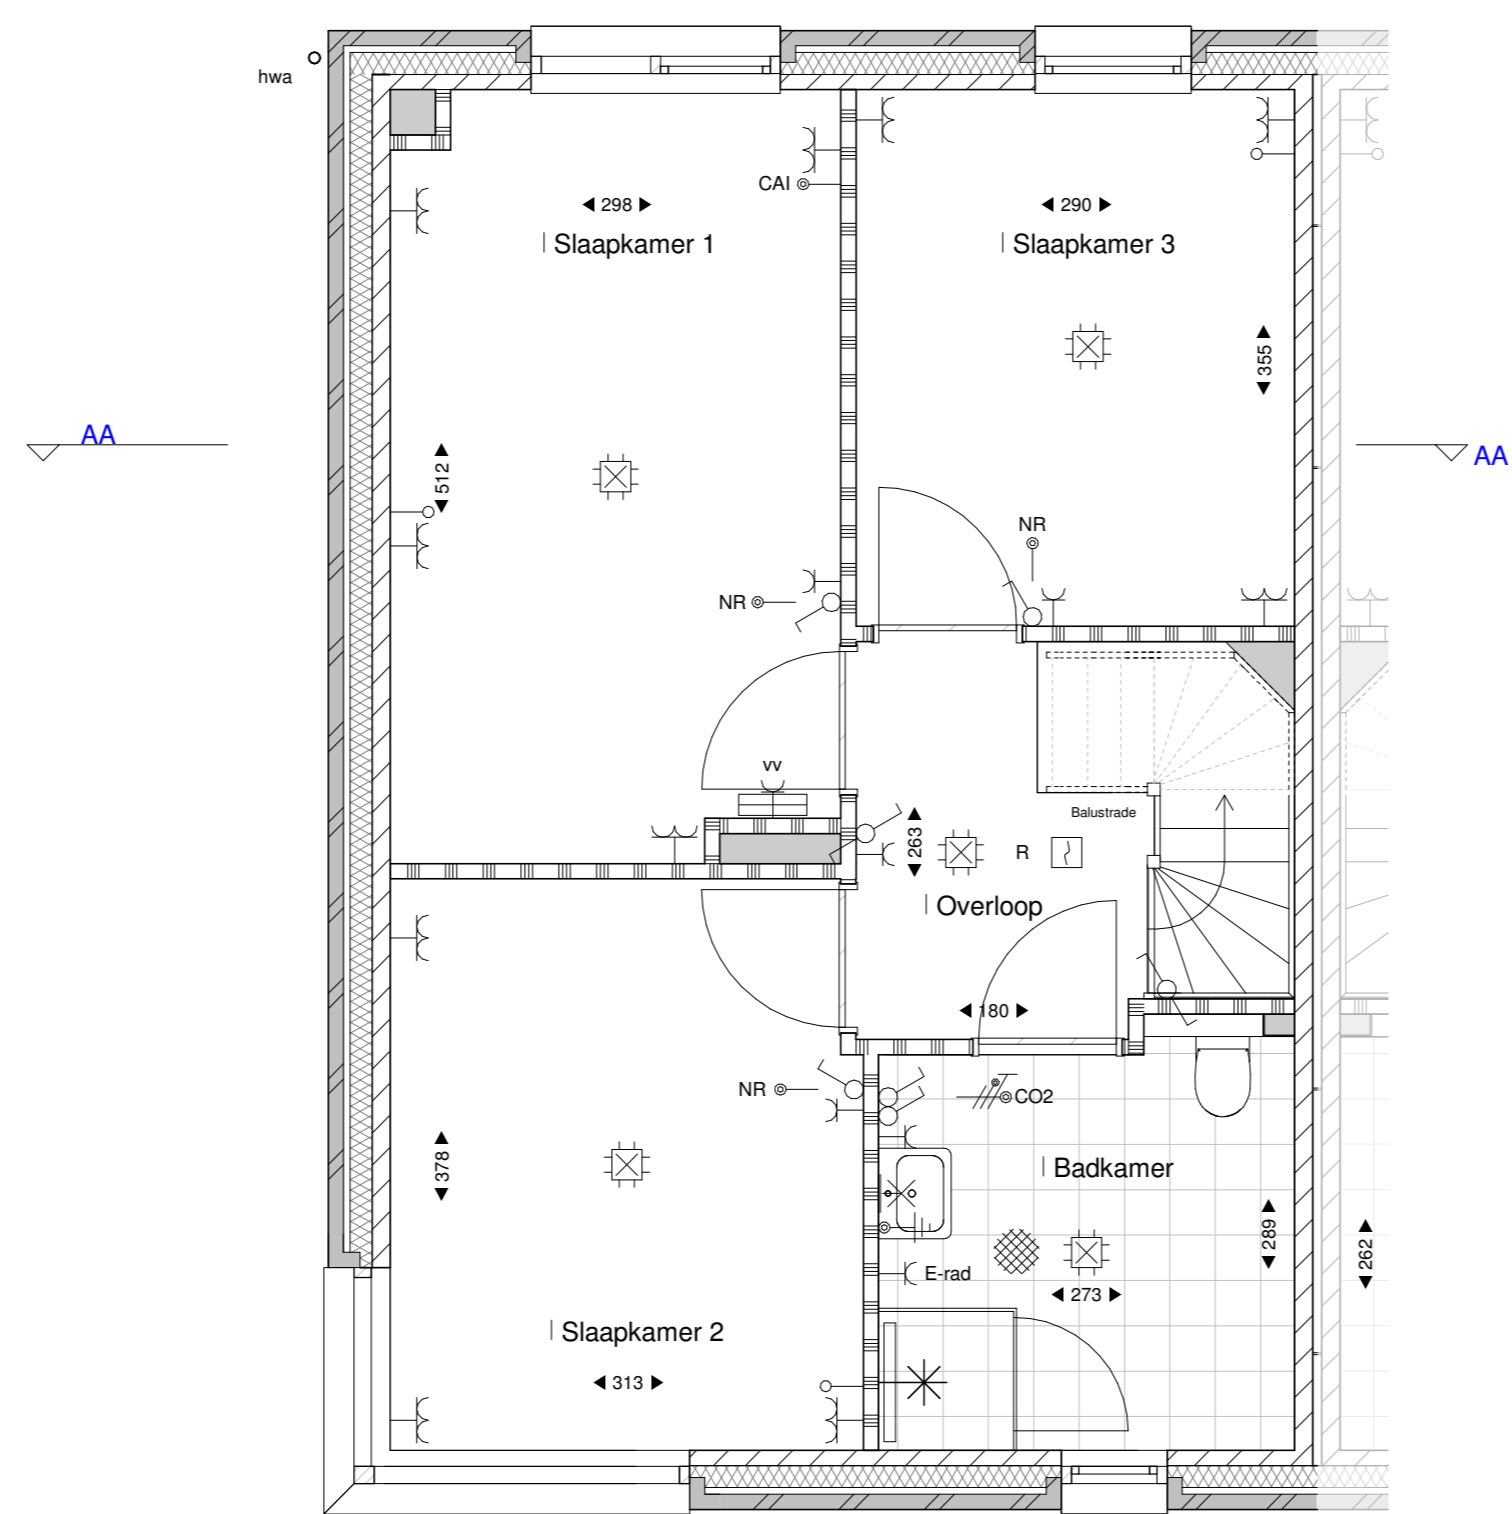 hwa
CAI
298
Slaapkamer 1
290
Slaapkamer 3
355
AA
AA
512
NR
NR
vv
Balustrade
263
R
Overloop
180
NR
CO2
378
Badkamer
289
262
E-rad
273
Slaapkamer 2
313